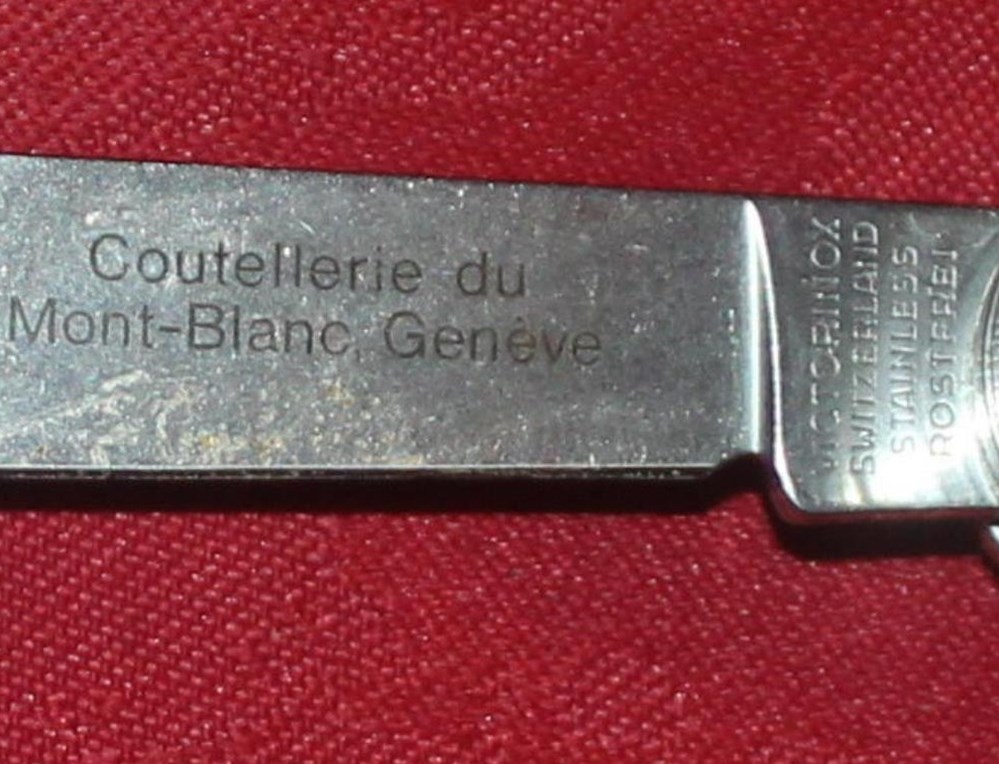 Coutellerie du
Mont-Blanc, Genève
VICTORINOX
SWITZERLAND
STAINLESS
ROSTFREI